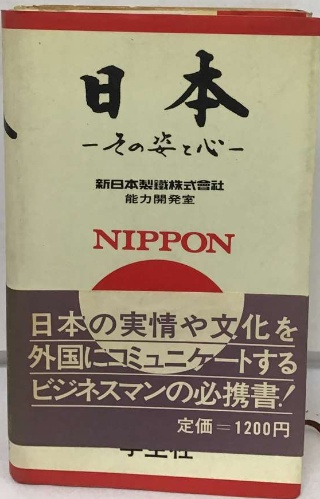 日本
－その姿と心－
新日本製鐵株式會社
能力開発室
NIPPON
日本の実情や文化を
外国にコミュニケートする
ビジネスマンの必携書!
定価＝1200円